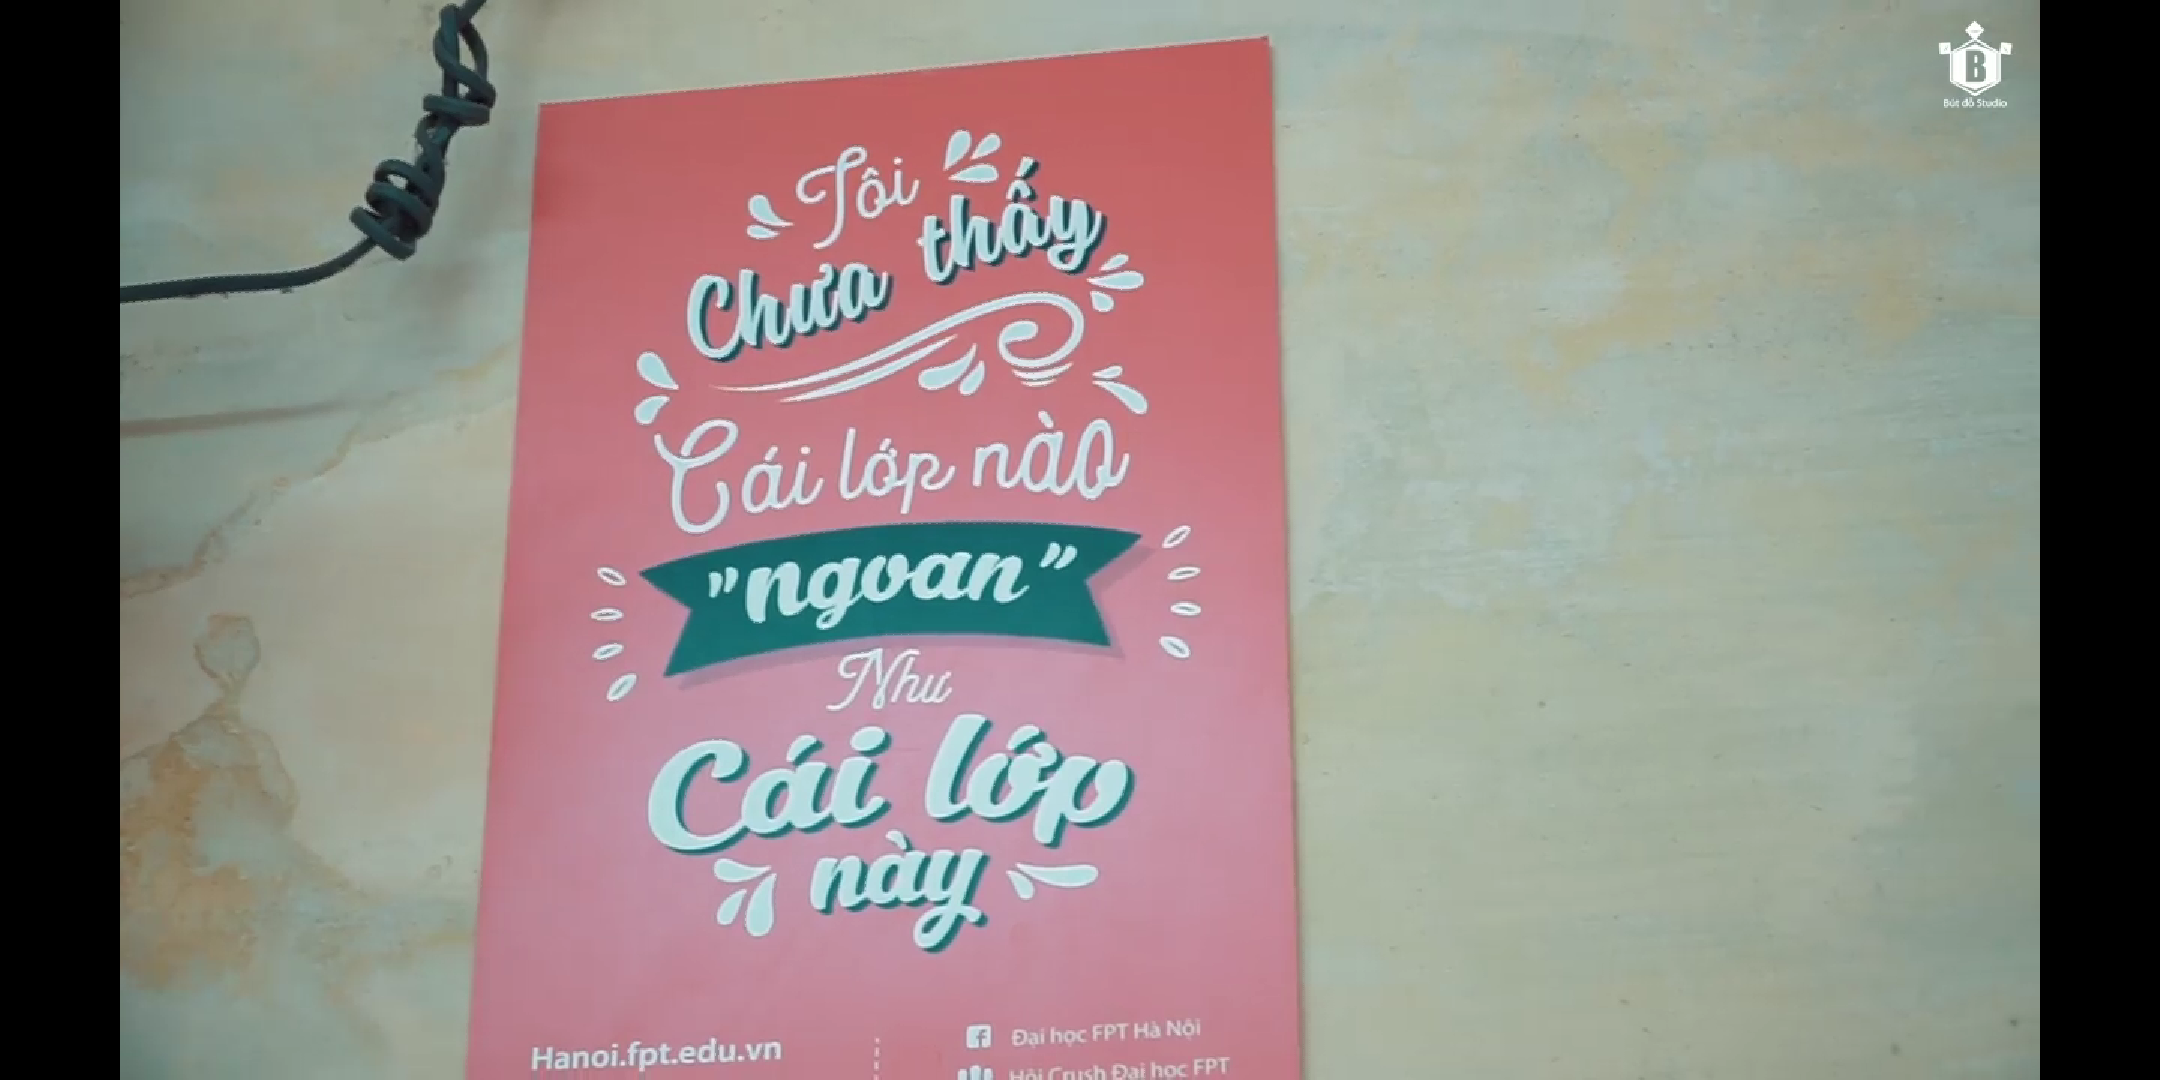 Bút đỏ Studio
Tôi
Chưa thấy
Cái lớp nào
"ngoan"
Như
Cái lớp
này
Hanoi.fpt.edu.vn
Đại học FPT Hà Nội
Hội Crush Đại học FPT